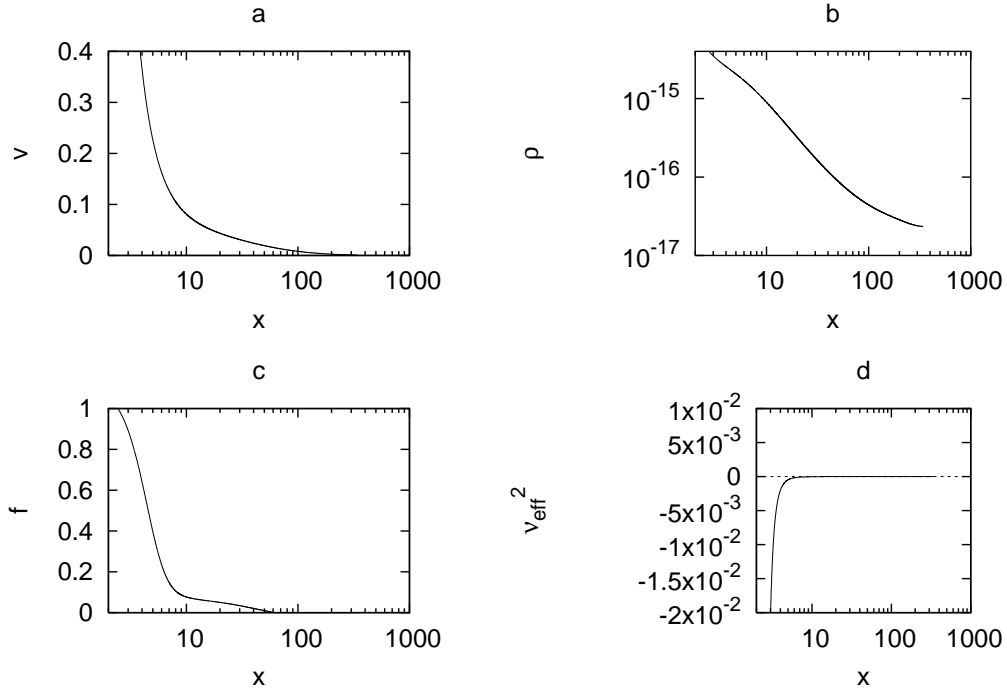 a
0.4
0.3
0.2
0.1
0
v
10 100 1000
x
b
10^-15
10^-16
10^-17
ρ
10 100 1000
x
c
1
0.8
0.6
0.4
0.2
0
f
10 100 1000
x
d
1x10^-2
5x10^-3
0
-5x10^-3
-1x10^-2
-1.5x10^-2
-2x10^-2
ν_eff^2
10 100 1000
x